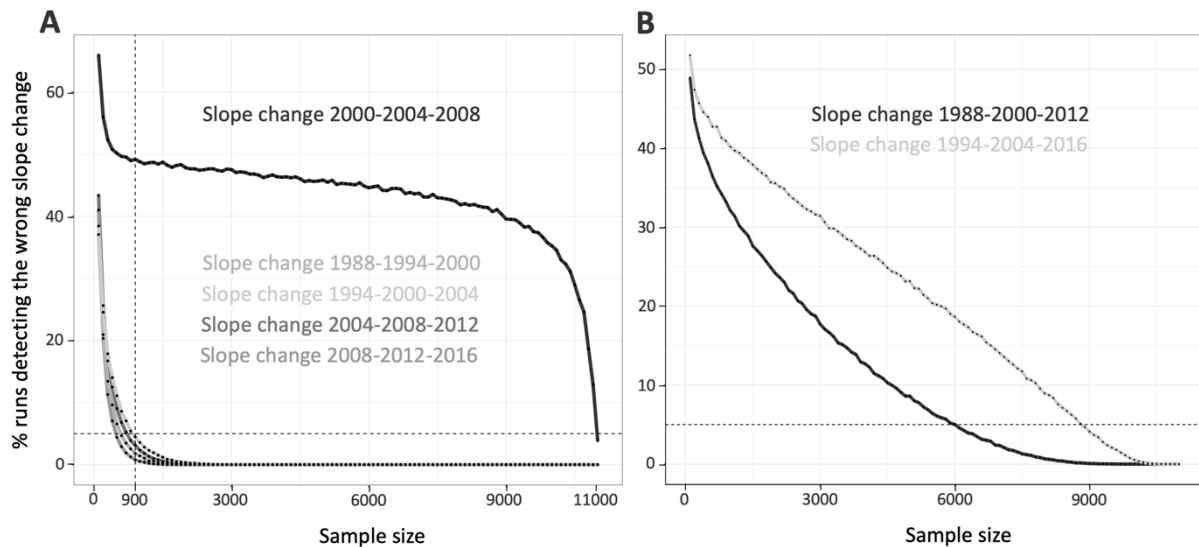 A
% runs detecting the wrong slope change
60
40
20
0
Slope change 2000-2004-2008
Slope change 1988-1994-2000
Slope change 1994-2000-2004
Slope change 2004-2008-2012
Slope change 2008-2012-2016
0 900 3000 6000 9000 11000
Sample size
B
50
40
30
20
10
0
Slope change 1988-2000-2012
Slope change 1994-2004-2016
0 3000 6000 9000
Sample size